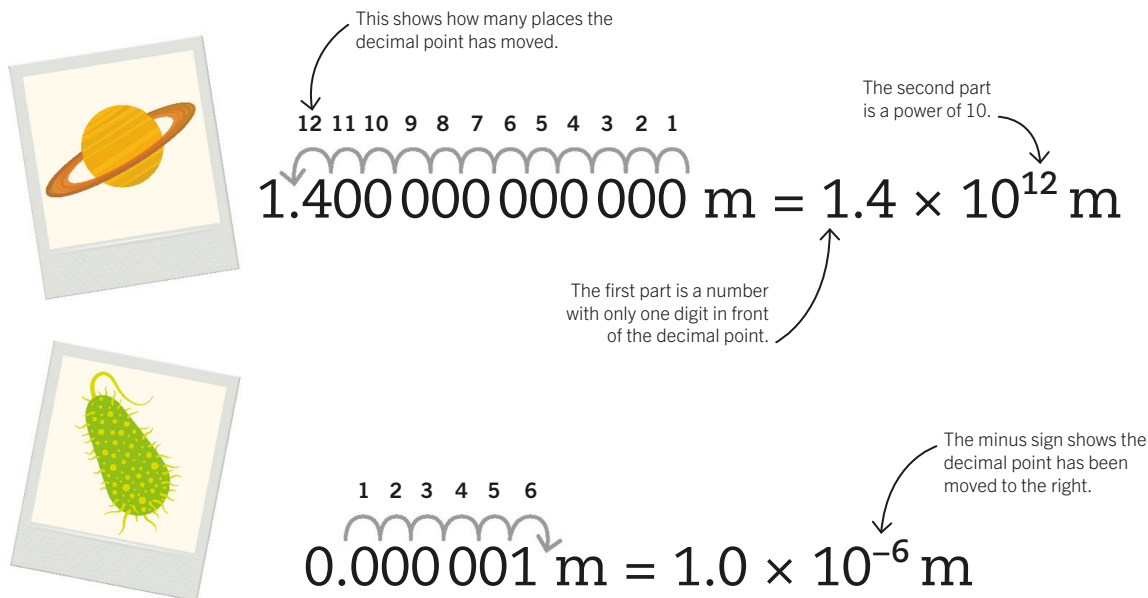 This shows how many places the
decimal point has moved.
The second part
is a power of 10.
12 11 10 9 8 7 6 5 4 3 2 1
1.400 000 000 000 m = 1.4 × 10¹² m
The first part is a number
with only one digit in front
of the decimal point.
The minus sign shows the
decimal point has been
moved to the right.
1 2 3 4 5 6
0.000 001 m = 1.0 × 10⁻⁶ m